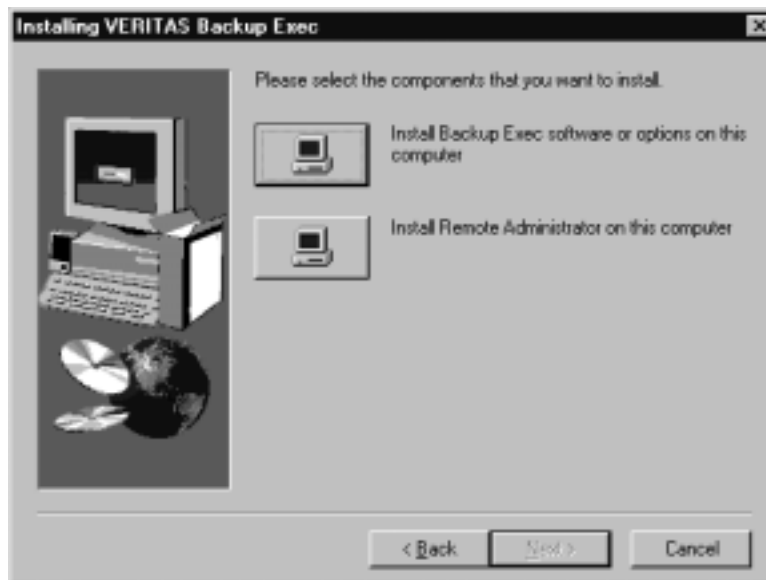 Installing VERITAS Backup Exec
Please select the components that you want to install.
Install Backup Exec software or options on this
computer
Install Remote Administrator on this computer
< Back
Next >
Cancel